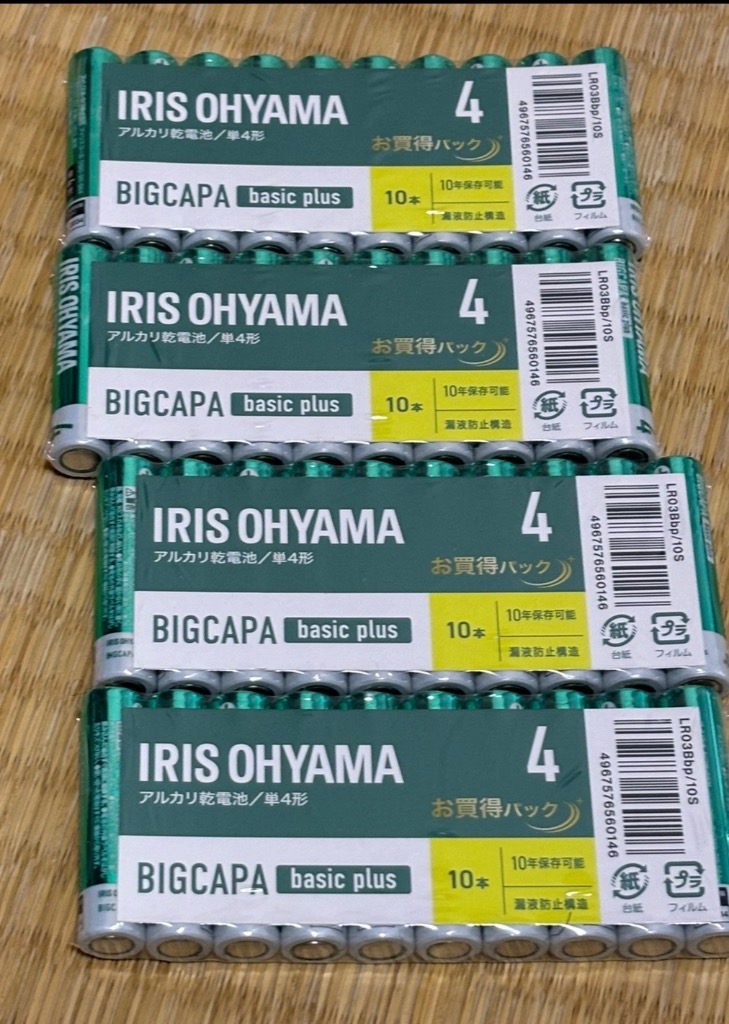 IRIS OHYAMA
アルカリ乾電池/単4形
4
お買得パック
BIGCAPA basic plus
10本
10年保存可能
漏液防止構造
LR03Bbp/10S
4967576560146
紙
台紙
プラ
フィルム
IRIS OHYAMA
IRIS OHYAMA
アルカリ乾電池/単4形
4
お買得パック
BIGCAPA basic plus
10本
10年保存可能
漏液防止構造
LR03Bbp/10S
4967576560146
紙
台紙
プラ
フィルム
IRIS OHYAMA
アルカリ乾電池/単4形
4
お買得パック
BIGCAPA basic plus
10本
10年保存可能
漏液防止構造
LR03Bbp/10S
4967576560146
紙
台紙
プラ
フィルム
IRIS OHYAMA
アルカリ乾電池/単4形
4
お買得パック
BIGCAPA basic plus
10本
10年保存可能
漏液防止構造
LR03Bbp/10S
4967576560146
紙
台紙
プラ
フィルム